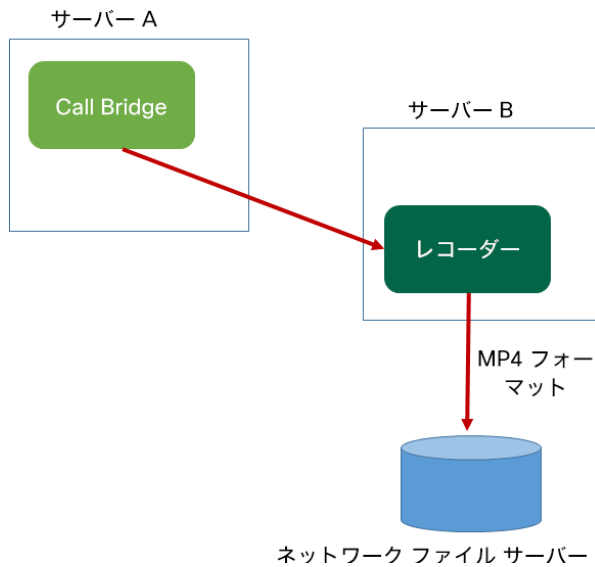 サーバー A
Call Bridge
サーバー B
レコーダー
MP4 フォー
マット
ネットワーク ファイル サーバー